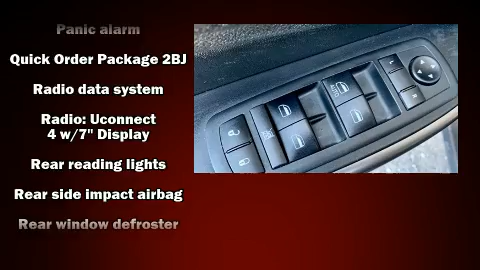 Panic alarm
Quick Order Package 2BJ
Radio data system
Radio: Uconnect
4 w/7" Display
Rear reading lights
Rear side impact airbag
Rear window defroster
AUTO